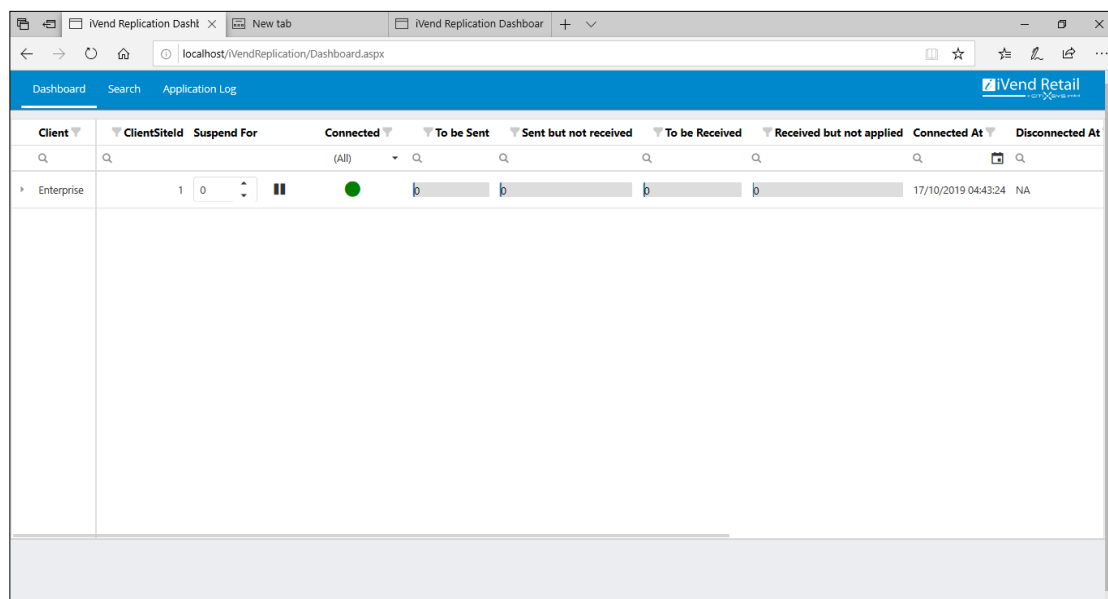 iVend Replication Dasht
New tab
iVend Replication Dashboar
localhost/iVendReplication/Dashboard.aspx
Dashboard Search Application Log
iVend Retail
Client ClientSiteId Suspend For Connected To be Sent Sent but not received To be Received Received but not applied Connected At Disconnected At
(All)
Enterprise 1 0 0 0 0 0 17/10/2019 04:43:24 NA